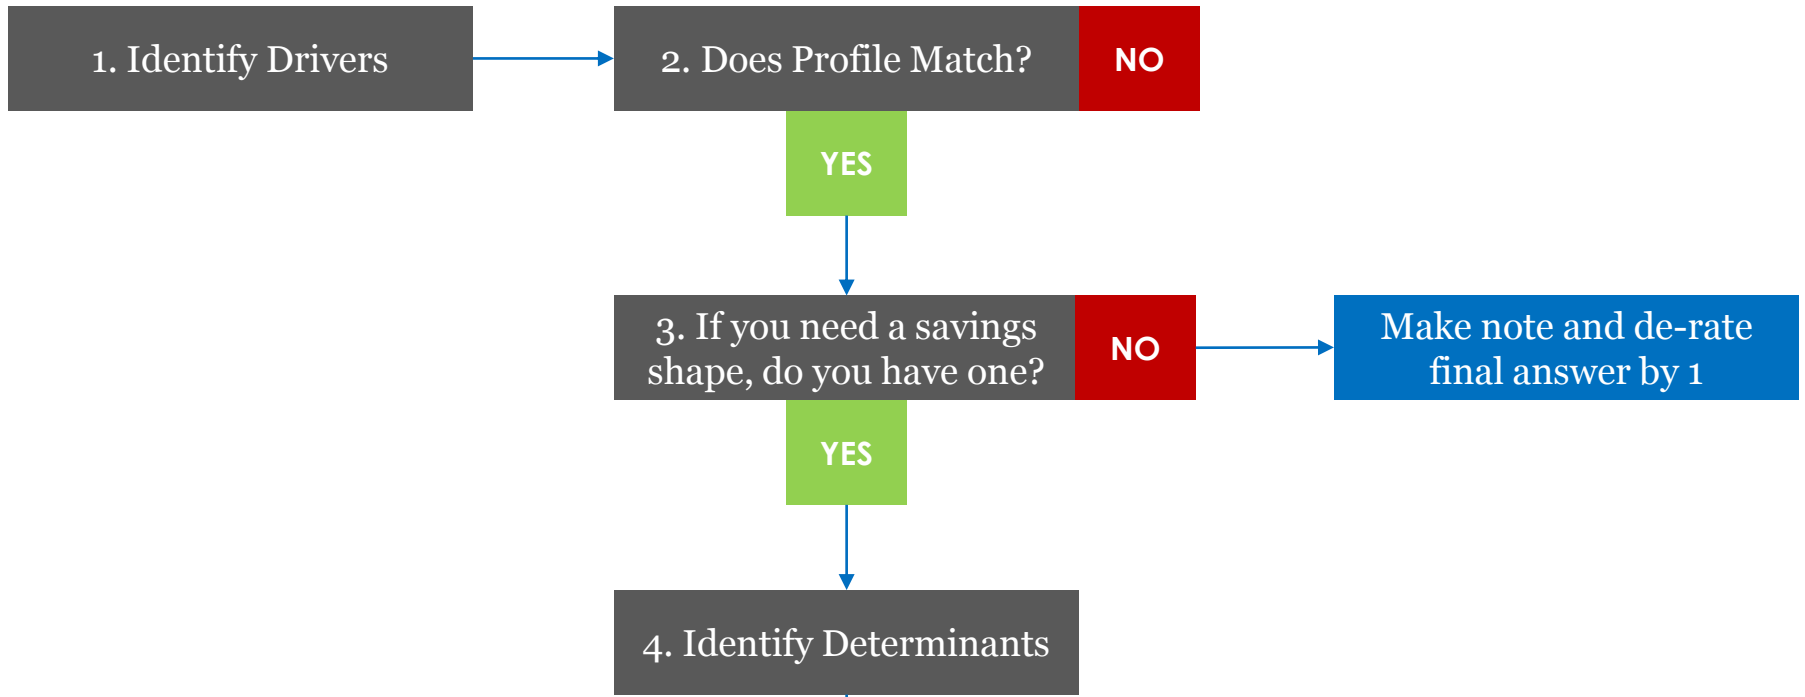 1. Identify Drivers
2. Does Profile Match?
NO
YES
3. If you need a savings
shape, do you have one?
NO
Make note and de-rate
final answer by 1
YES
4. Identify Determinants